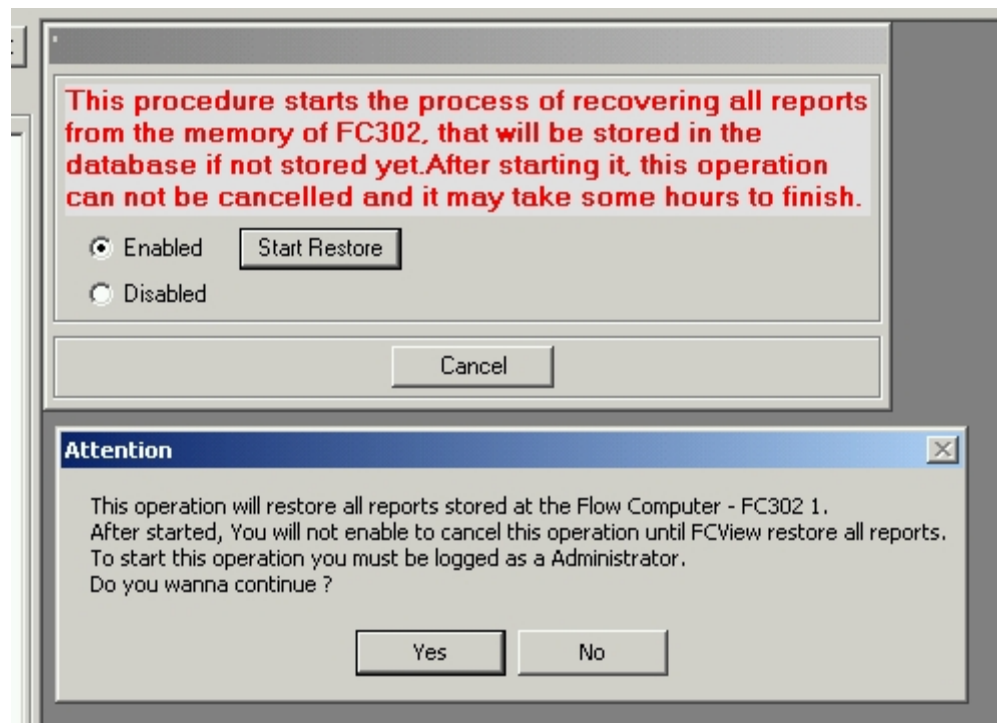 This procedure starts the process of recovering all reports
from the memory of FC302, that will be stored in the
database if not stored yet.After starting it, this operation
can not be cancelled and it may take some hours to finish.
Enabled
Start Restore
Disabled
Cancel
Attention
This operation will restore all reports stored at the Flow Computer - FC302 1.
After started, You will not enable to cancel this operation until FCView restore all reports.
To start this operation you must be logged as a Administrator.
Do you wanna continue ?
Yes
No